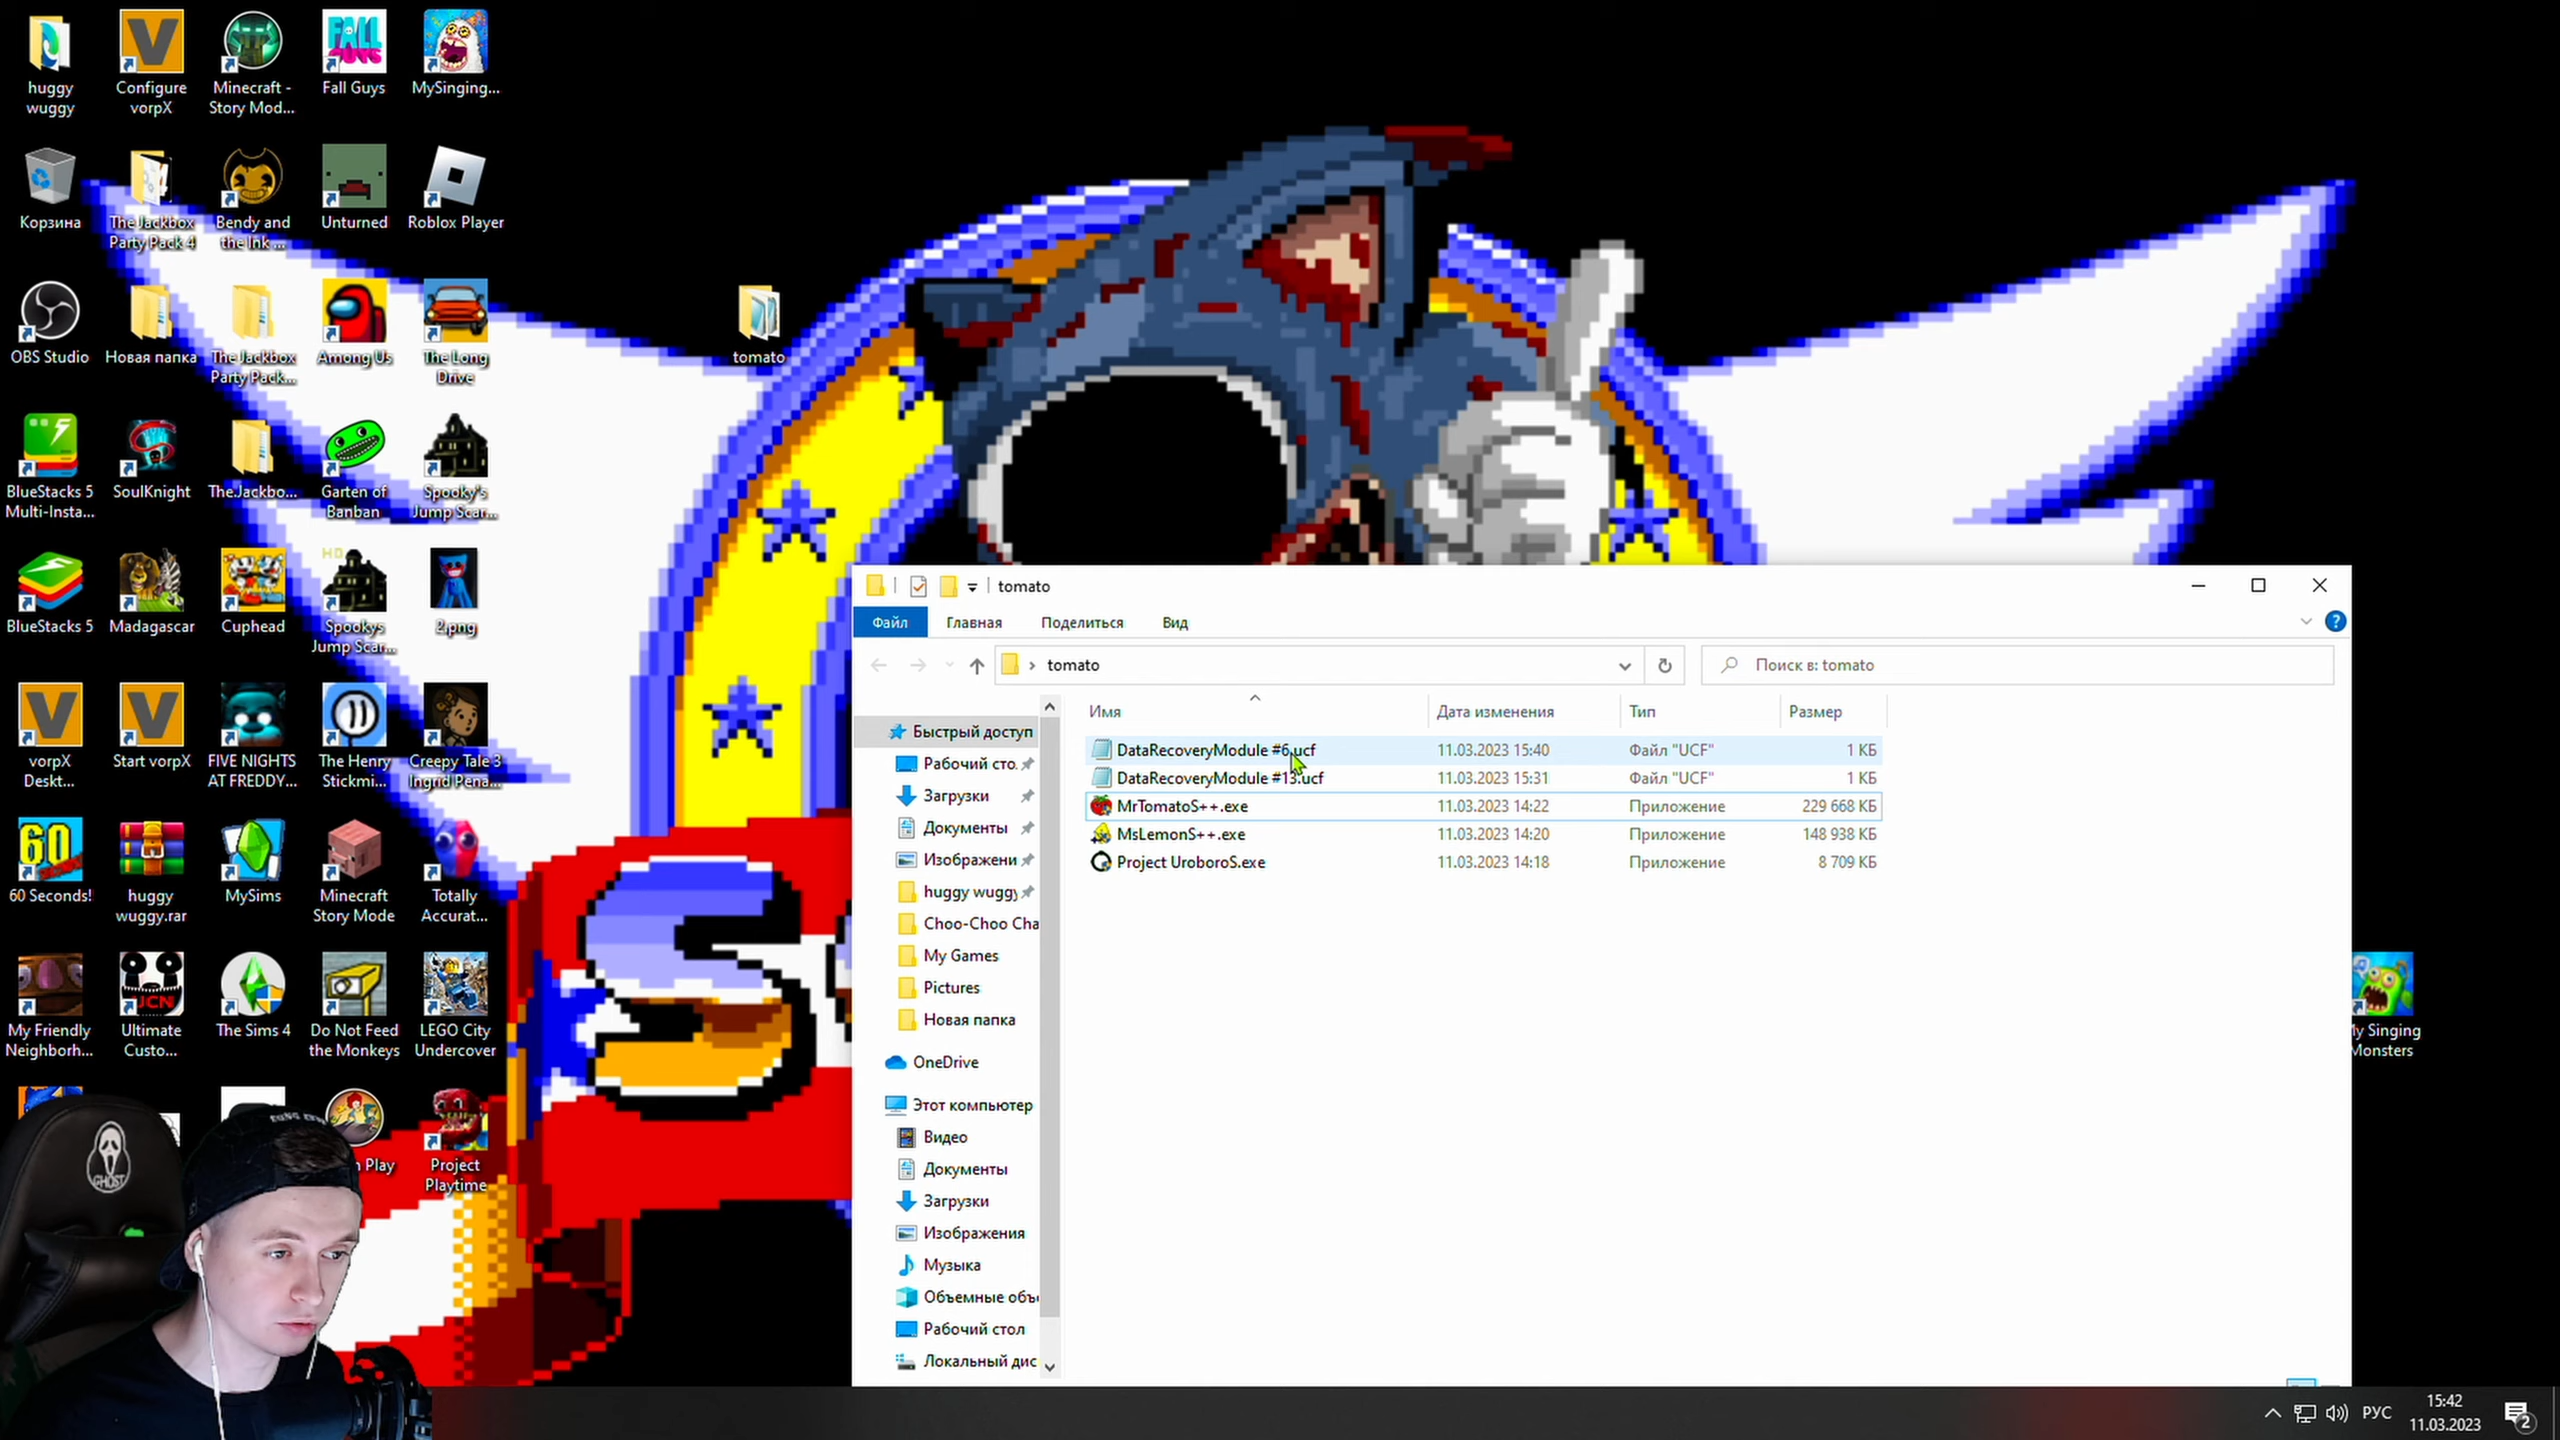 huggy
wuggy
Configure
vorpX
Minecraft -
Story Mod...
Fall Guys
MySinging...
Корзина
The Jackbox
Party Pack 4
Bendy and
the Ink ...
Unturned
Roblox Player
OBS Studio
Новая папка
The Jackbox
Party Pack...
Among Us
The Long
Drive
tomato
BlueStacks 5
Multi-Insta...
SoulKnight
The.Jackbo...
Garten of
Banban
Spooky's
Jump Scar...
BlueStacks 5
Madagascar
Cuphead
HD
Spookys
Jump Scar...
2.png
vorpX
Deskt...
Start vorpX
FIVE NIGHTS
AT FREDDY...
The Henry
Stickmi...
Creepy Tale 3
Ingrid Pena...
60
60 Seconds!
huggy
wuggy.rar
MySims
Minecraft
Story Mode
Totally
Accurat...
My Friendly
Neighborh...
UCN
Ultimate
Custo...
The Sims 4
Do Not Feed
the Monkeys
LEGO City
Undercover
Play
Project
Playtime
My Singing
Monsters
GHOST
tomato
Файл
Главная
Поделиться
Вид
tomato
Поиск в: tomato
Имя
Дата изменения
Тип
Размер
DataRecoveryModule #6.ucf 11.03.2023 15:40 Файл "UCF" 1 КБ
DataRecoveryModule #13.ucf 11.03.2023 15:31 Файл "UCF" 1 КБ
MrTomatoS++.exe 11.03.2023 14:22 Приложение 229 668 КБ
MsLemonS++.exe 11.03.2023 14:20 Приложение 148 938 КБ
Project UroboroS.exe 11.03.2023 14:18 Приложение 8 709 КБ
Быстрый доступ
Рабочий сто
Загрузки
Документы
Изображени
huggy wuggy
Choo-Choo Cha
My Games
Pictures
Новая папка
OneDrive
Этот компьютер
Видео
Документы
Загрузки
Изображения
Музыка
Объемные объ
Рабочий стол
Локальный дис
РУС
15:42
11.03.2023
2